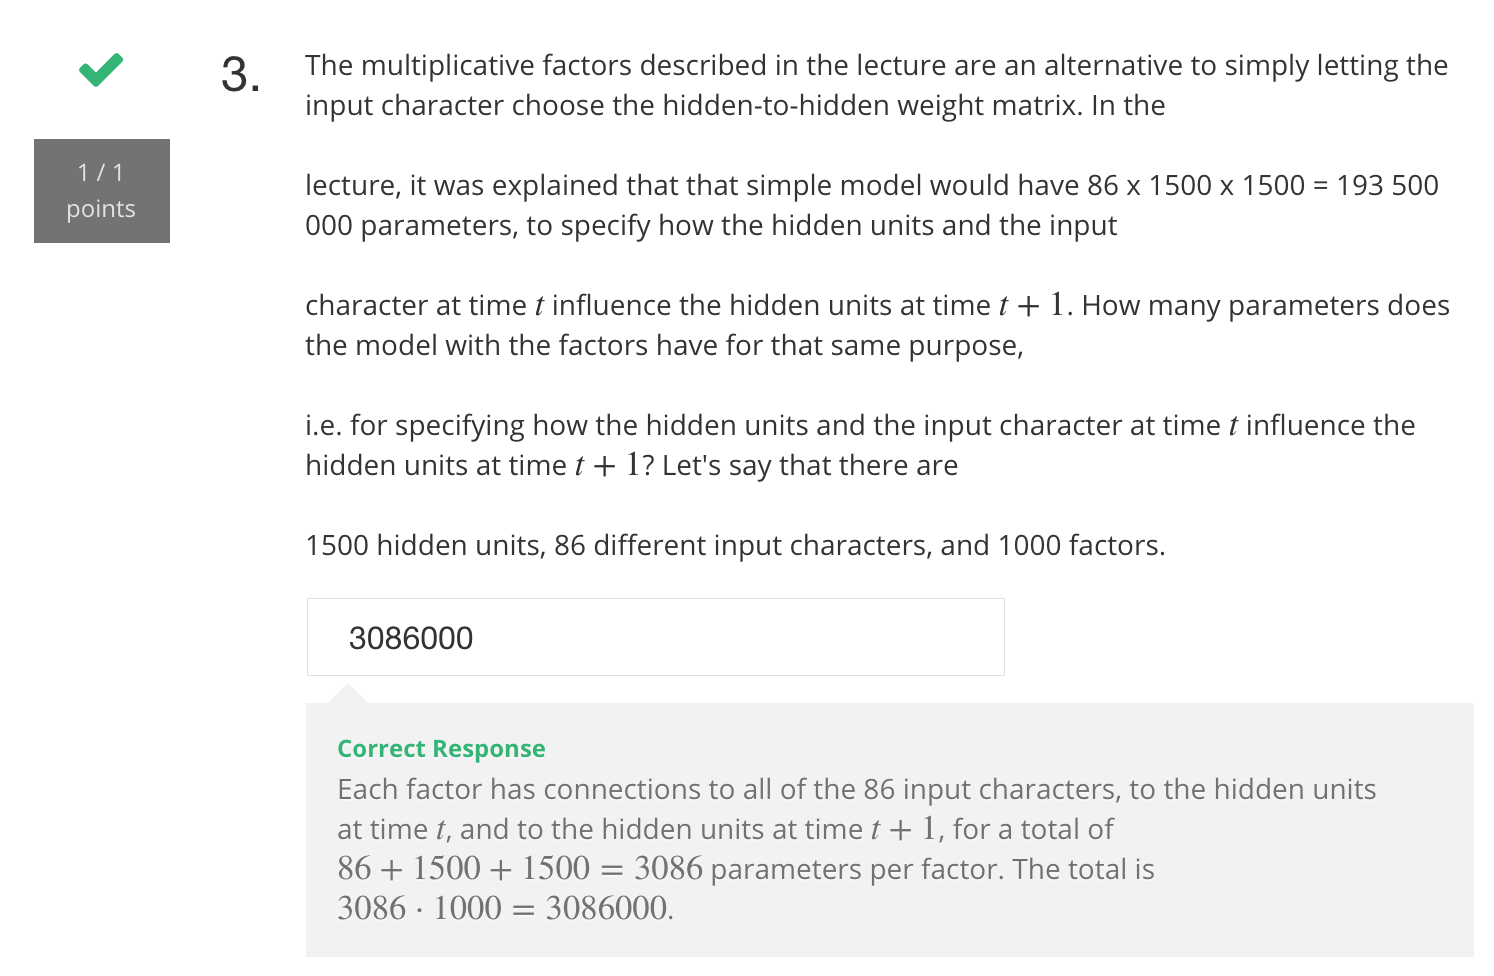 3.
The multiplicative factors described in the lecture are an alternative to simply letting the
input character choose the hidden-to-hidden weight matrix. In the
1 / 1
points
lecture, it was explained that that simple model would have 86 x 1500 x 1500 = 193 500
000 parameters, to specify how the hidden units and the input
character at time t influence the hidden units at time t + 1. How many parameters does
the model with the factors have for that same purpose,
i.e. for specifying how the hidden units and the input character at time t influence the
hidden units at time t + 1? Let's say that there are
1500 hidden units, 86 different input characters, and 1000 factors.
3086000
Correct Response
Each factor has connections to all of the 86 input characters, to the hidden units
at time t, and to the hidden units at time t + 1, for a total of
86 + 1500 + 1500 = 3086 parameters per factor. The total is
3086 · 1000 = 3086000.